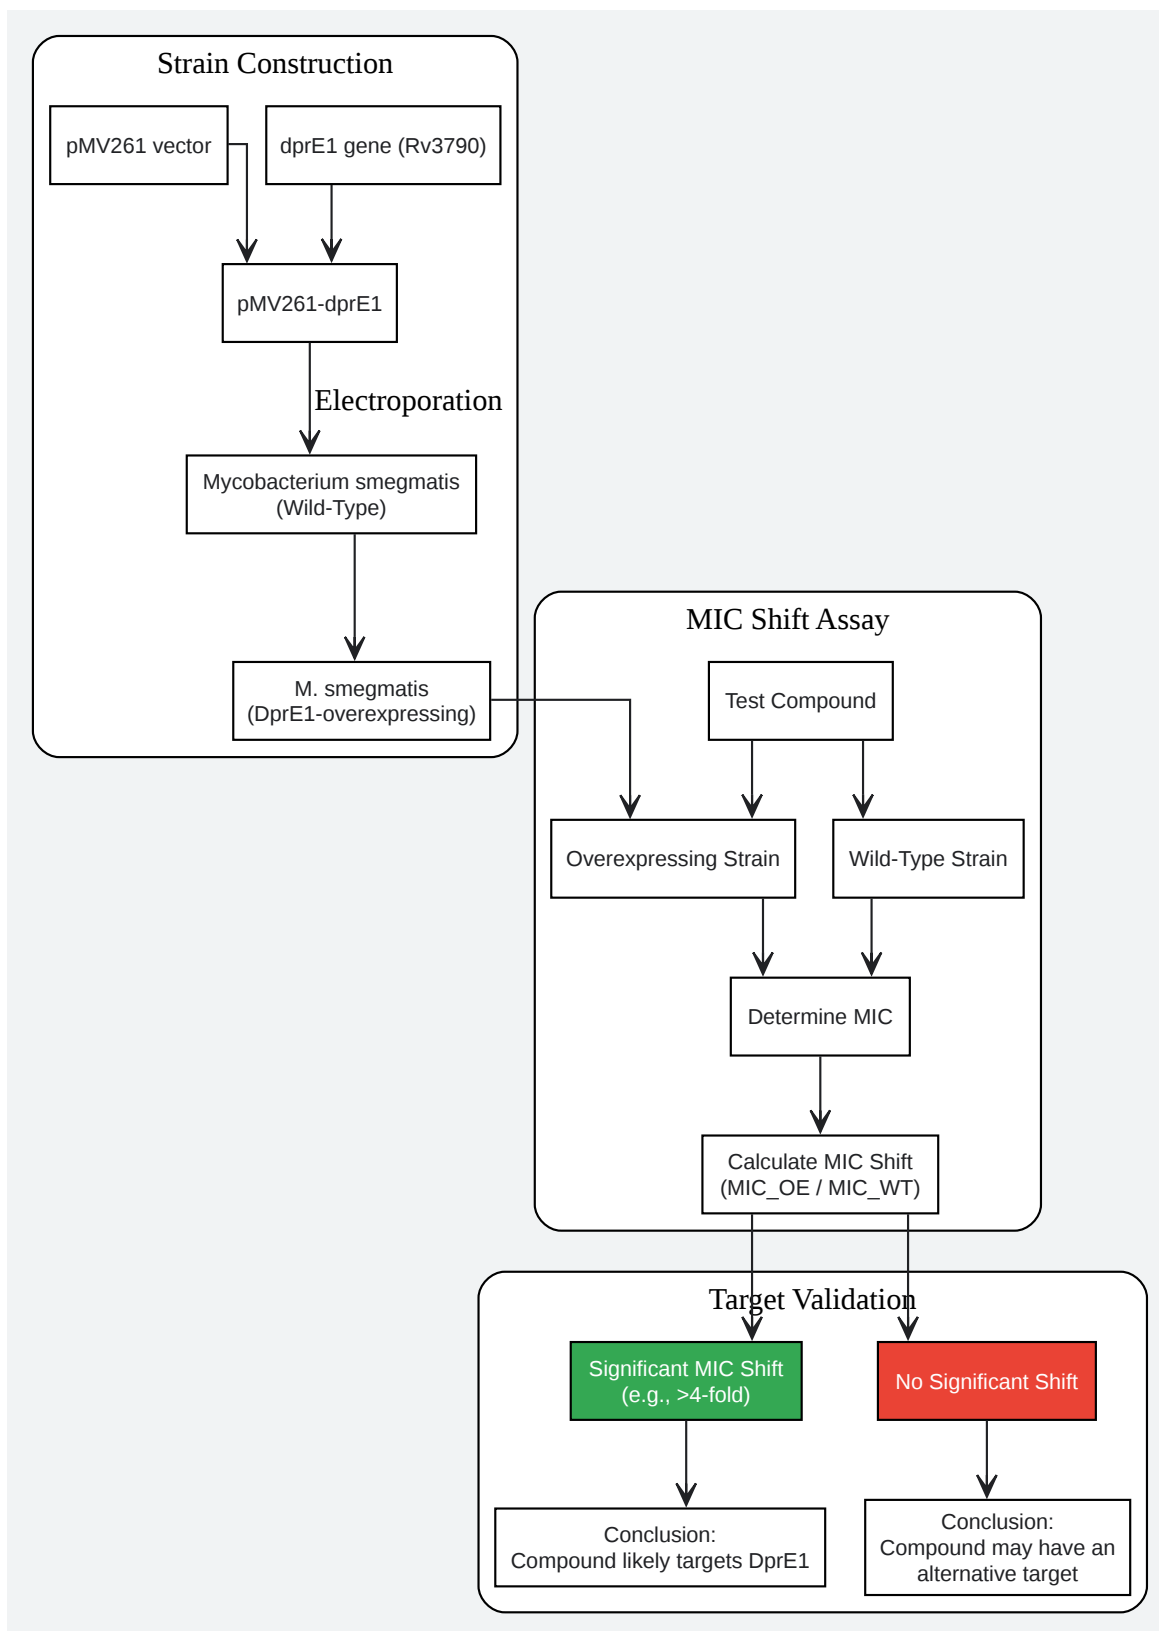 Strain Construction
pMV261 vector
dprE1 gene (Rv3790)
pMV261-dprE1
Electroporation
Mycobacterium smegmatis
(Wild-Type)
M. smegmatis
(DprE1-overexpressing)
MIC Shift Assay
Test Compound
Overexpressing Strain
Wild-Type Strain
Determine MIC
Calculate MIC Shift
(MIC_OE / MIC_WT)
Target Validation
Significant MIC Shift
(e.g., >4-fold)
No Significant Shift
Conclusion:
Compound likely targets DprE1
Conclusion:
Compound may have an
alternative target